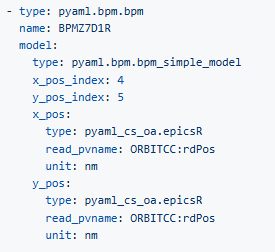 - type: pyaml.bpm.bpm
  name: BPMZ7D1R
  model:
    type: pyaml.bpm.bpm_simple_model
    x_pos_index: 4
    y_pos_index: 5
    x_pos:
      type: pyaml_cs_oa.epicsR
      read_pvname: ORBITCC:rdPos
      unit: nm
    y_pos:
      type: pyaml_cs_oa.epicsR
      read_pvname: ORBITCC:rdPos
      unit: nm